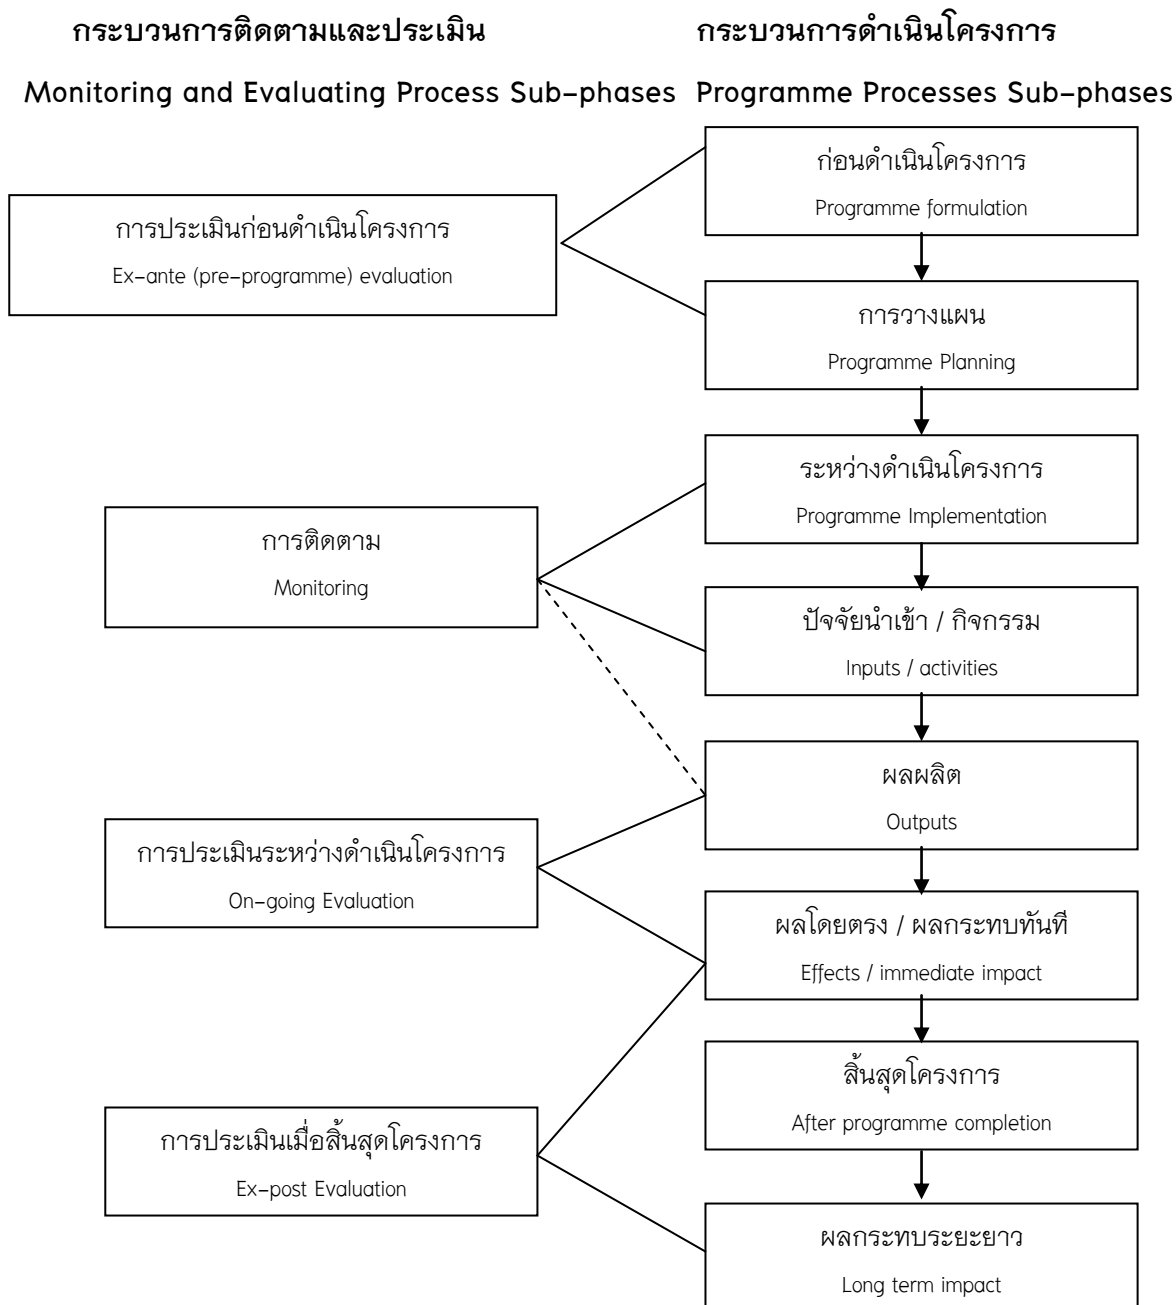 กระบวนการติดตามและประเมิน
Monitoring and Evaluating Process Sub-phases
กระบวนการดำเนินโครงการ
Programme Processes Sub-phases
การประเมินก่อนดำเนินโครงการ
Ex-ante (pre-programme) evaluation
การติดตาม
Monitoring
การประเมินระหว่างดำเนินโครงการ
On-going Evaluation
การประเมินเมื่อสิ้นสุดโครงการ
Ex-post Evaluation
ก่อนดำเนินโครงการ
Programme formulation
การวางแผน
Programme Planning
ระหว่างดำเนินโครงการ
Programme Implementation
ปัจจัยนำเข้า / กิจกรรม
Inputs / activities
ผลผลิต
Outputs
ผลโดยตรง / ผลกระทบทันที
Effects / immediate impact
สิ้นสุดโครงการ
After programme completion
ผลกระทบระยะยาว
Long term impact